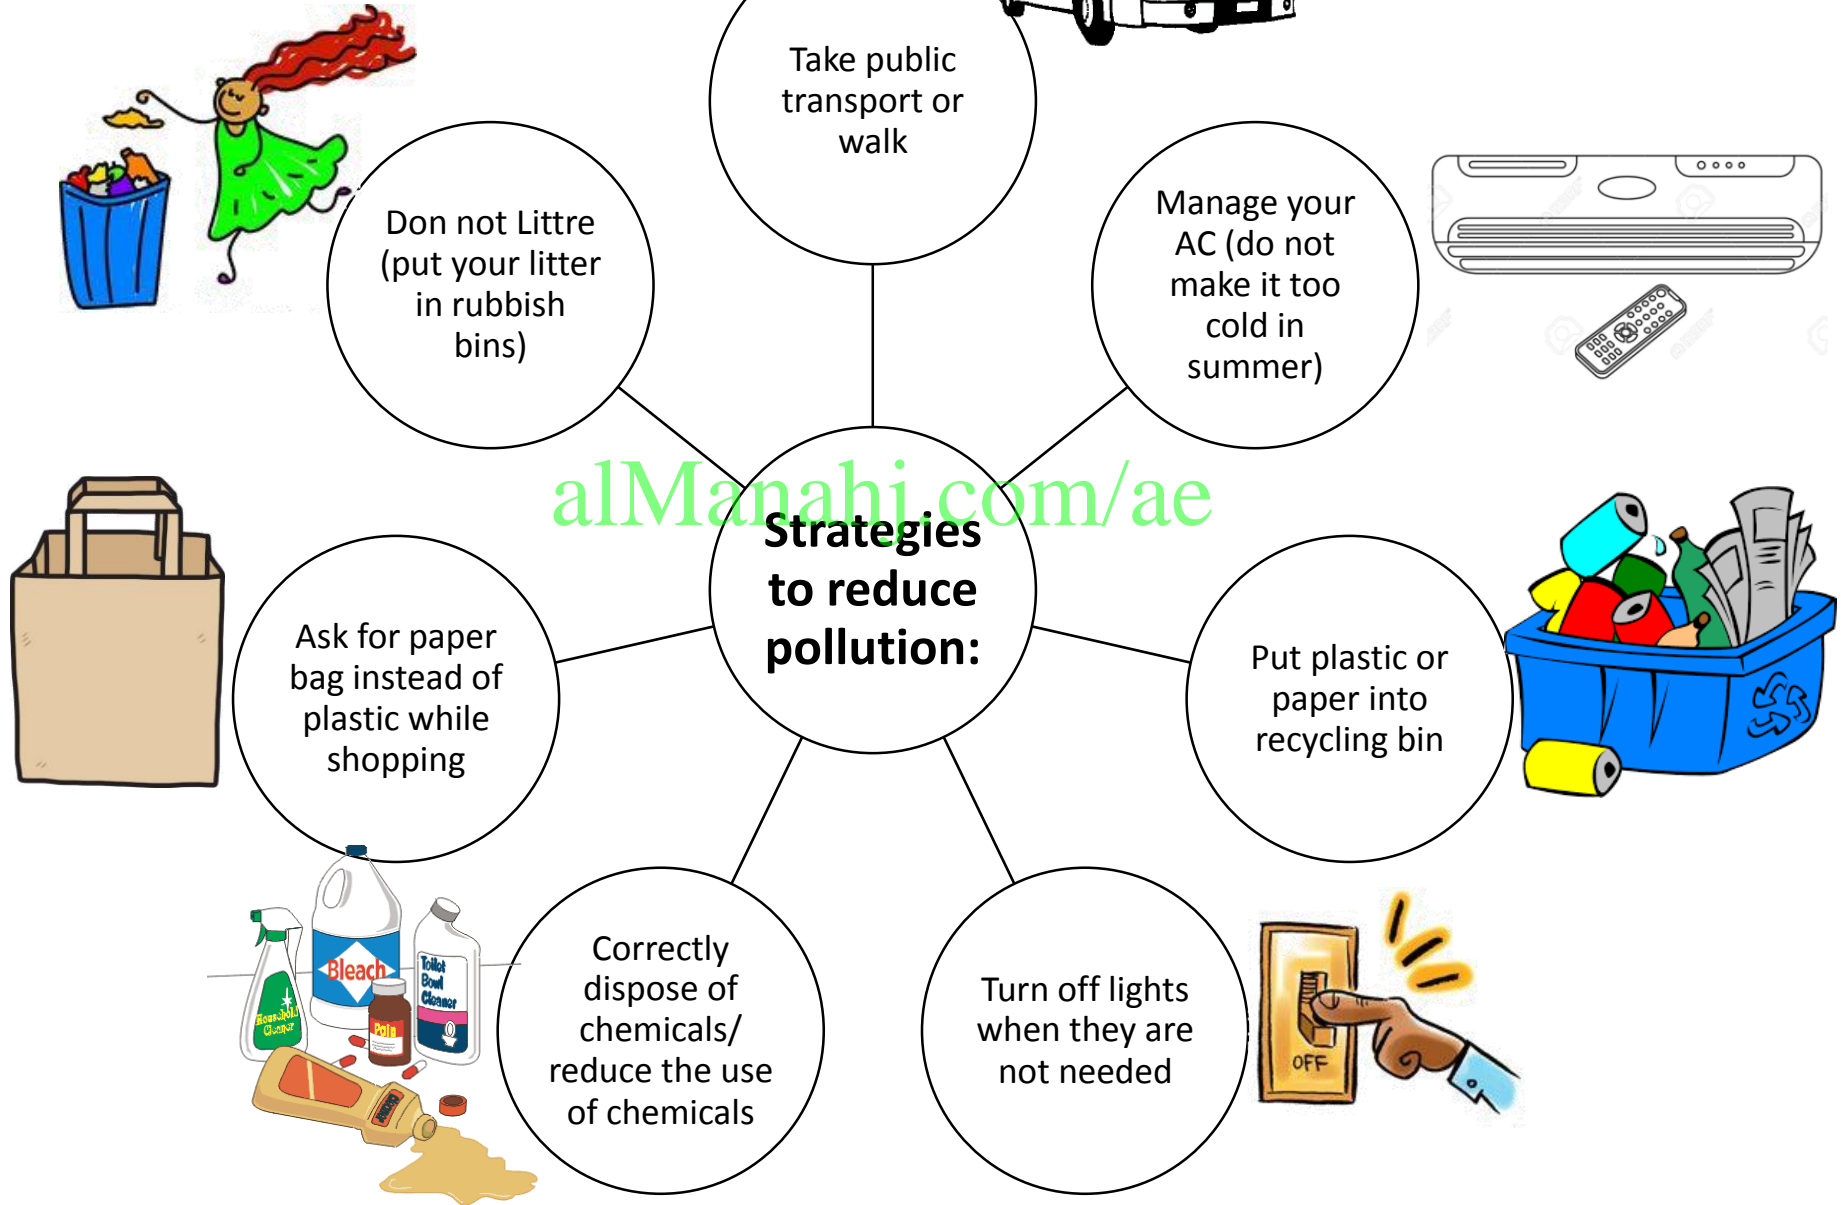 Take public
transport or
walk
Manage your
AC (do not
make it too
cold in
summer)
Don not Littre
(put your litter
in rubbish
bins)
alManahj.com/ae
Strategies
to reduce
pollution:
Ask for paper
bag instead of
plastic while
shopping
Put plastic or
paper into
recycling bin
Correctly
dispose of
chemicals/
reduce the use
of chemicals
Turn off lights
when they are
not needed
Bleach
Toilet
Bowl
Cleaner
Household
Cleaner
Pain
OFF